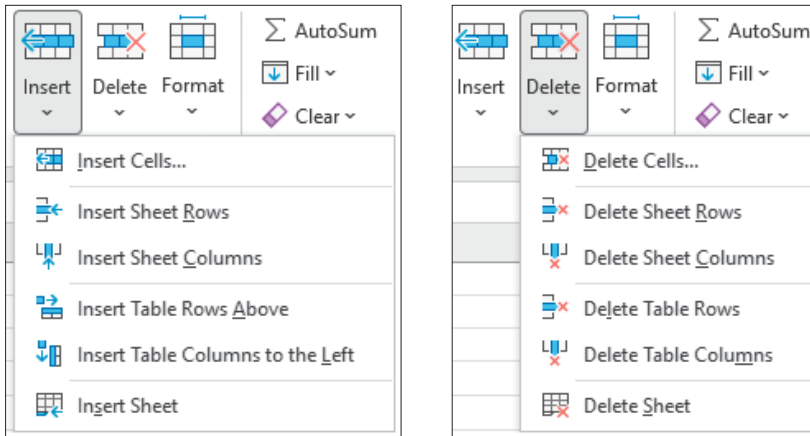 Insert
Delete
Format
AutoSum
Fill
Clear
Insert Cells...
Insert Sheet Rows
Insert Sheet Columns
Insert Table Rows Above
Insert Table Columns to the Left
Insert Sheet
Insert
Delete
Format
AutoSum
Fill
Clear
Delete Cells...
Delete Sheet Rows
Delete Sheet Columns
Delete Table Rows
Delete Table Columns
Delete Sheet